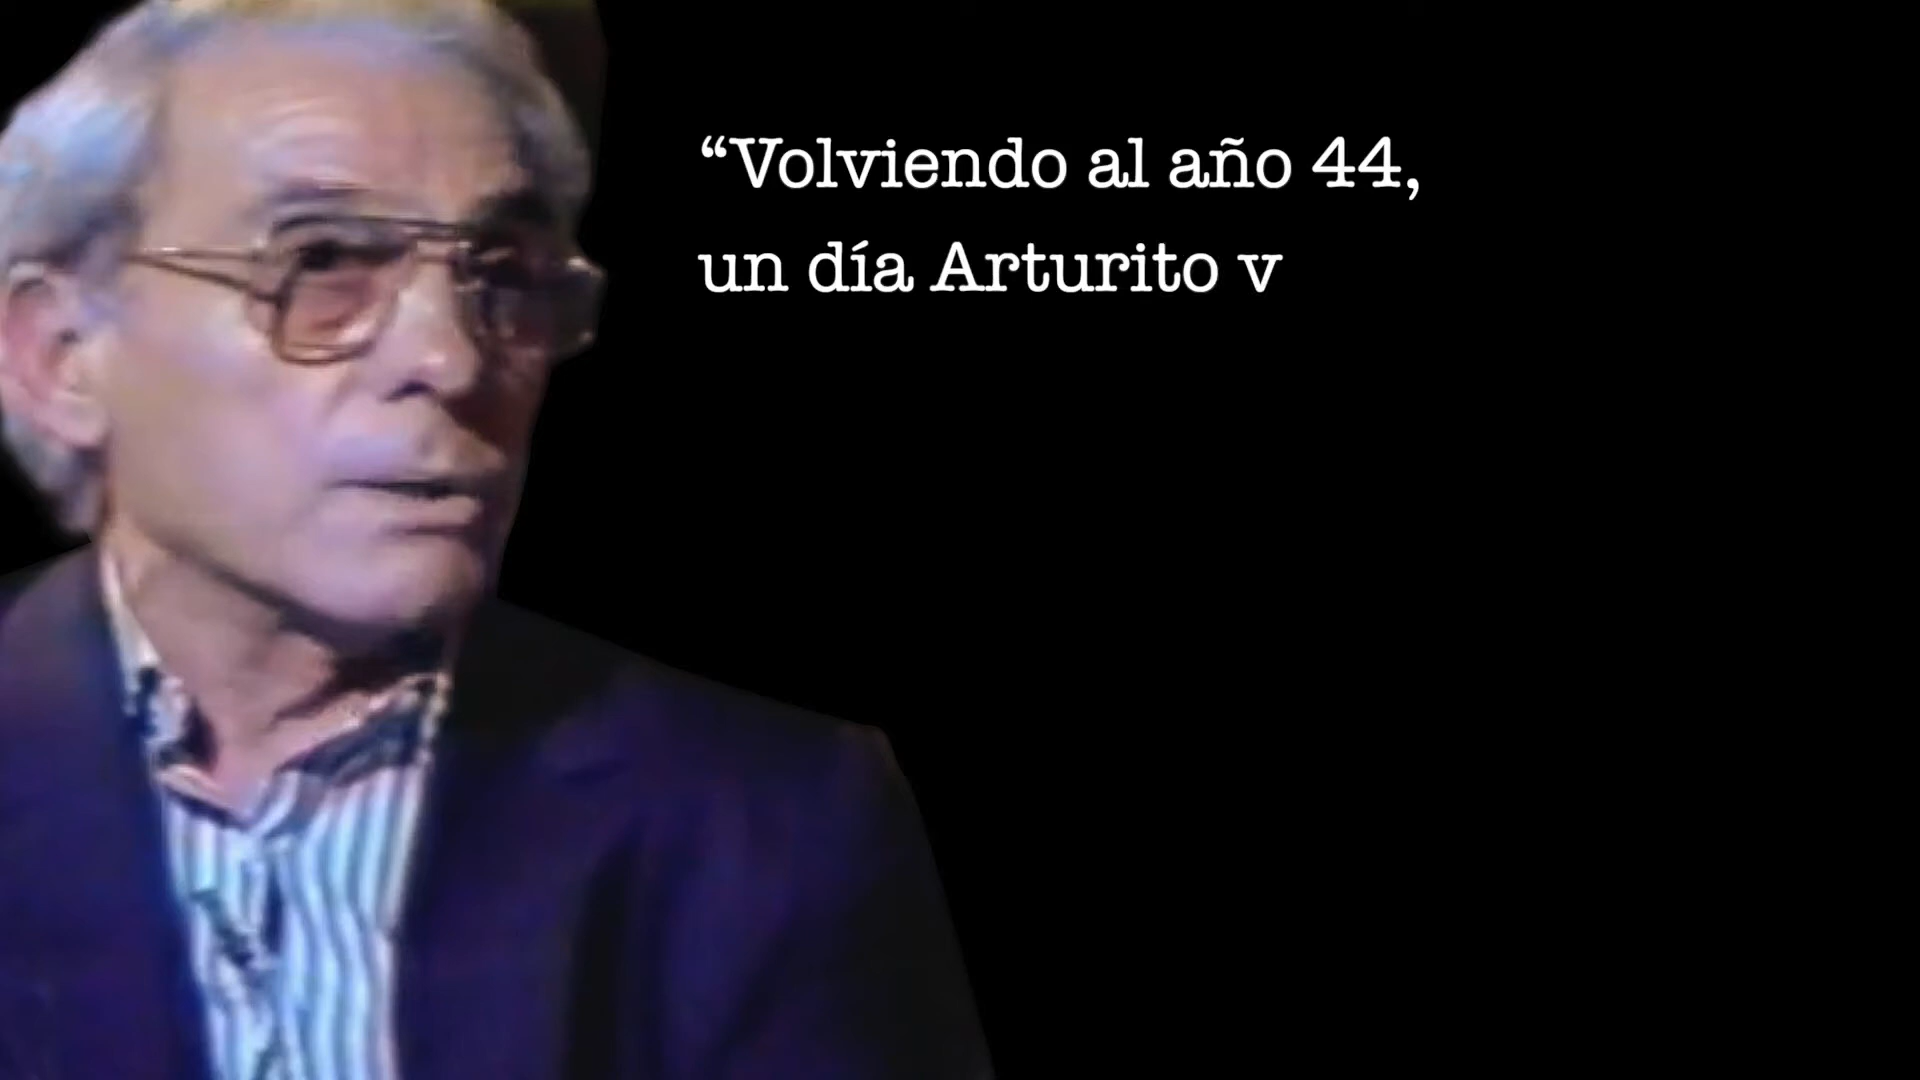 “Volviendo al año 44,
un día Arturito v